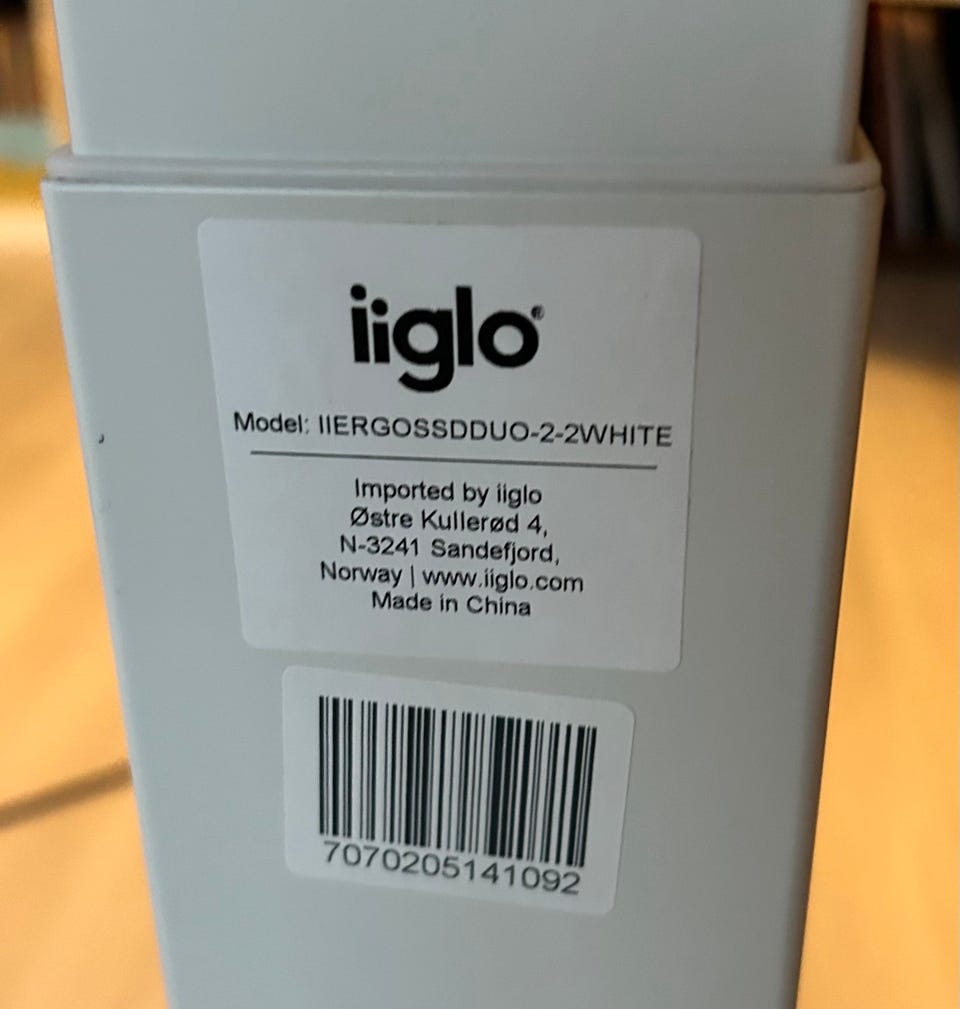 iiglo®
Model: IIERGOSSDDUO-2-2WHITE
Imported by iiglo
Østre Kullerød 4,
N-3241 Sandefjord,
Norway | www.iiglo.com
Made in China
7070205141092